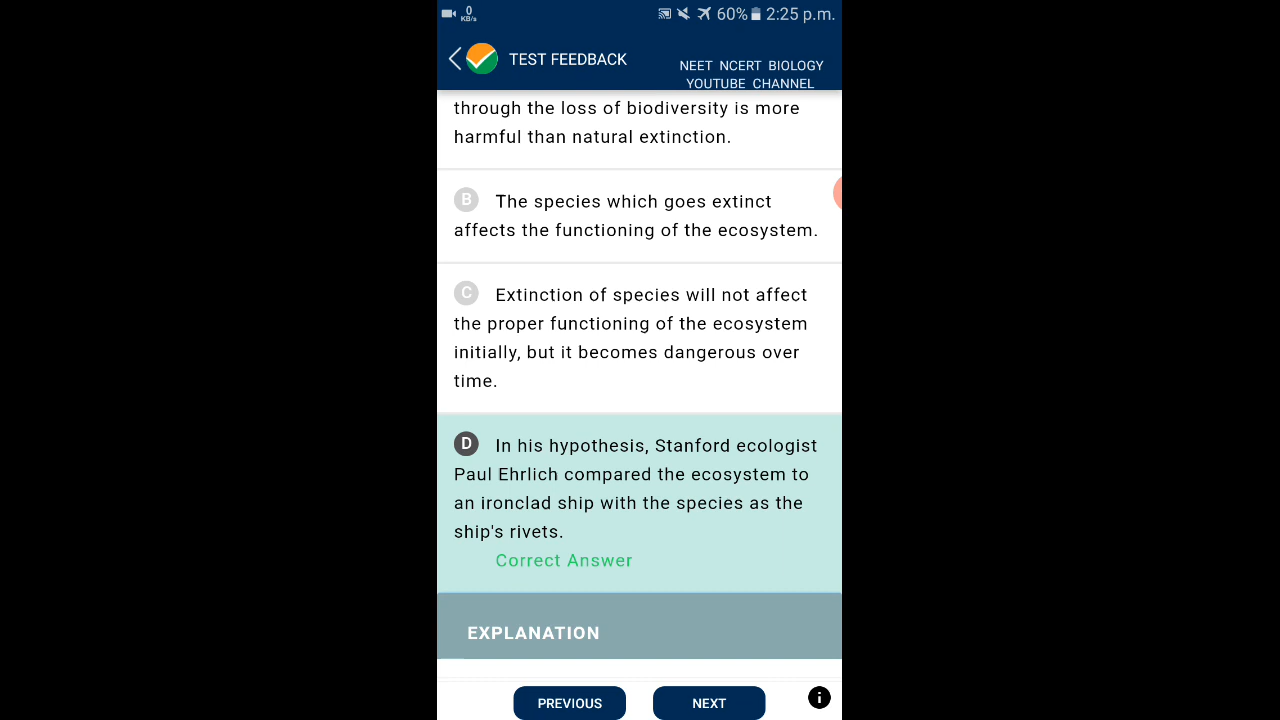 0
KB/s
60%
2:25 p.m.
TEST FEEDBACK
NEET NCERT BIOLOGY
YOUTUBE CHANNEL
through the loss of biodiversity is more
harmful than natural extinction.
B The species which goes extinct
affects the functioning of the ecosystem.
C Extinction of species will not affect
the proper functioning of the ecosystem
initially, but it becomes dangerous over
time.
D In his hypothesis, Stanford ecologist
Paul Ehrlich compared the ecosystem to
an ironclad ship with the species as the
ship's rivets.
Correct Answer
EXPLANATION
PREVIOUS
NEXT